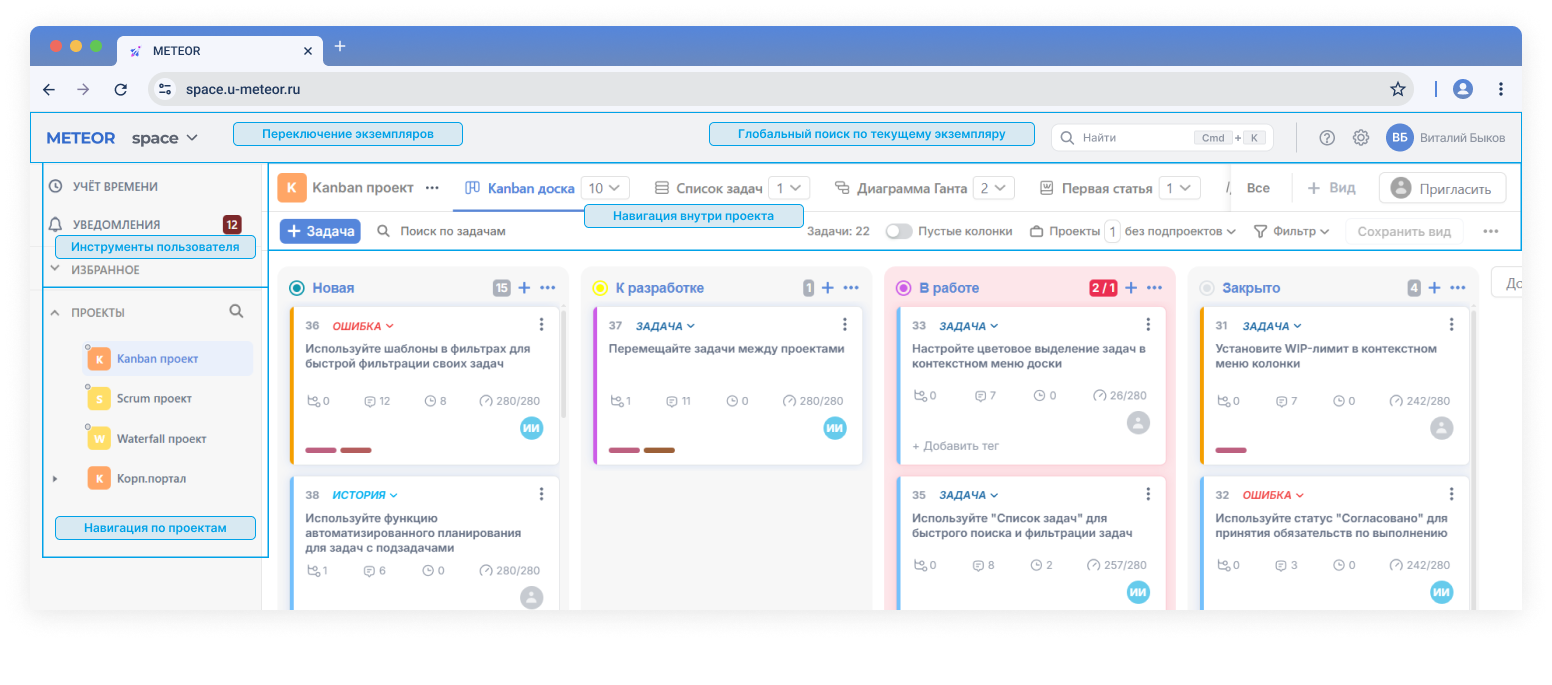 METEOR
space.u-meteor.ru
METEOR space Переключение экземпляров Глобальный поиск по текущему экземпляру Найти Cmd + K ВБ Виталий Быков
УЧЁТ ВРЕМЕНИ
УВЕДОМЛЕНИЯ 12
Инструменты пользователя
ИЗБРАННОЕ
ПРОЕКТЫ
К Kanban проект
S Scrum проект
W Waterfall проект
К Корп.портал
Навигация по проектам
К Kanban проект Kanban доска 10 Список задач 1 Диаграмма Ганта 2 Первая статья 1 Все + Вид Пригласить
Навигация внутри проекта
+ Задача Поиск по задачам Задачи: 22 Пустые колонки Проекты 1 без подпроектов Фильтр Сохранить вид
Новая 15
36 ОШИБКА
Используйте шаблоны в фильтрах для
быстрой фильтрации своих задач
0 12 8 280/280
ИИ
38 ИСТОРИЯ
Используйте функцию
автоматизированного планирования
для задач с подзадачами
1 6 0 280/280
К разработке 1
37 ЗАДАЧА
Перемещайте задачи между проектами
1 11 0 280/280
ИИ
В работе 2 / 1
33 ЗАДАЧА
Настройте цветовое выделение задач в
контекстном меню доски
0 7 0 26/280
+ Добавить тег
35 ЗАДАЧА
Используйте "Список задач" для
быстрого поиска и фильтрации задач
0 8 2 257/280
ИИ
Закрыто 4
31 ЗАДАЧА
Установите WIP-лимит в контекстном
меню колонки
0 7 0 242/280
32 ОШИБКА
Используйте статус "Согласовано" для
принятия обязательств по выполнению
0 3 0 242/280
ИИ
До